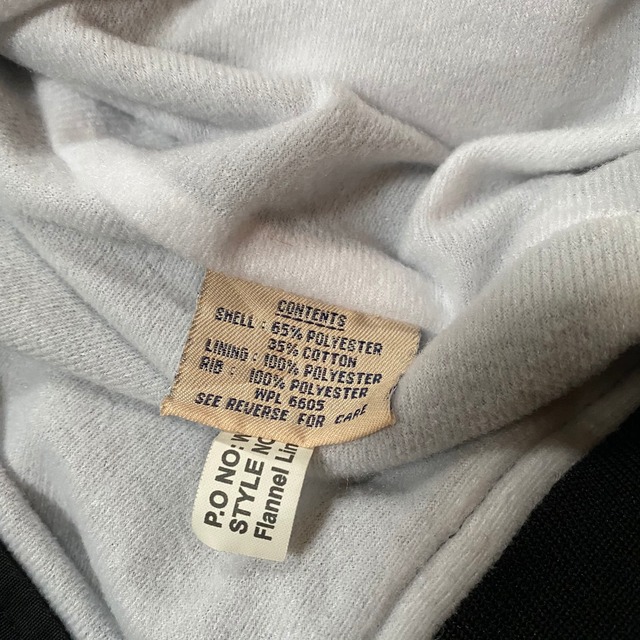 CONTENTS
SHELL : 65% POLYESTER
35% COTTON
LINING : 100% POLYESTER
RIB : 100% POLYESTER
WPL 6605
SEE REVERSE FOR CARE
P.O NO:
STYLE NO
Flannel